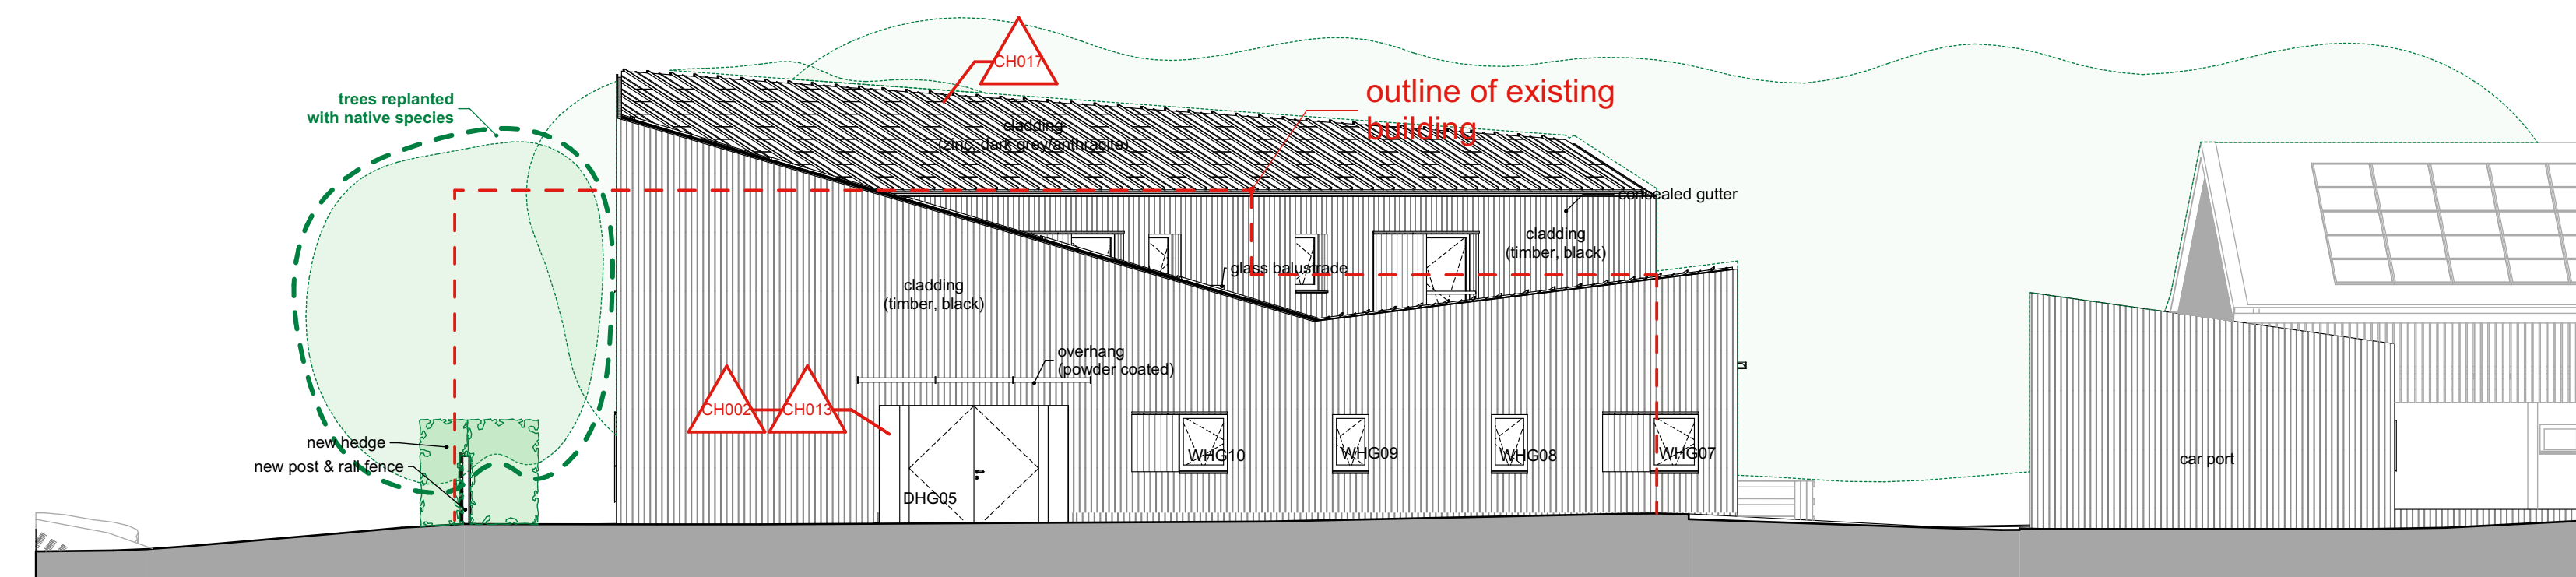 CH017
trees replanted
with native species
outline of existing
building
cladding
(zinc, dark grey/anthracite)
concealed gutter
cladding
(timber, black)
glass balustrade
cladding
(timber, black)
overhang
(powder coated)
CH002
CH013
new hedge
new post & rail fence
WHG10
WHG09
WHG08
WHG07
car port
DHG05